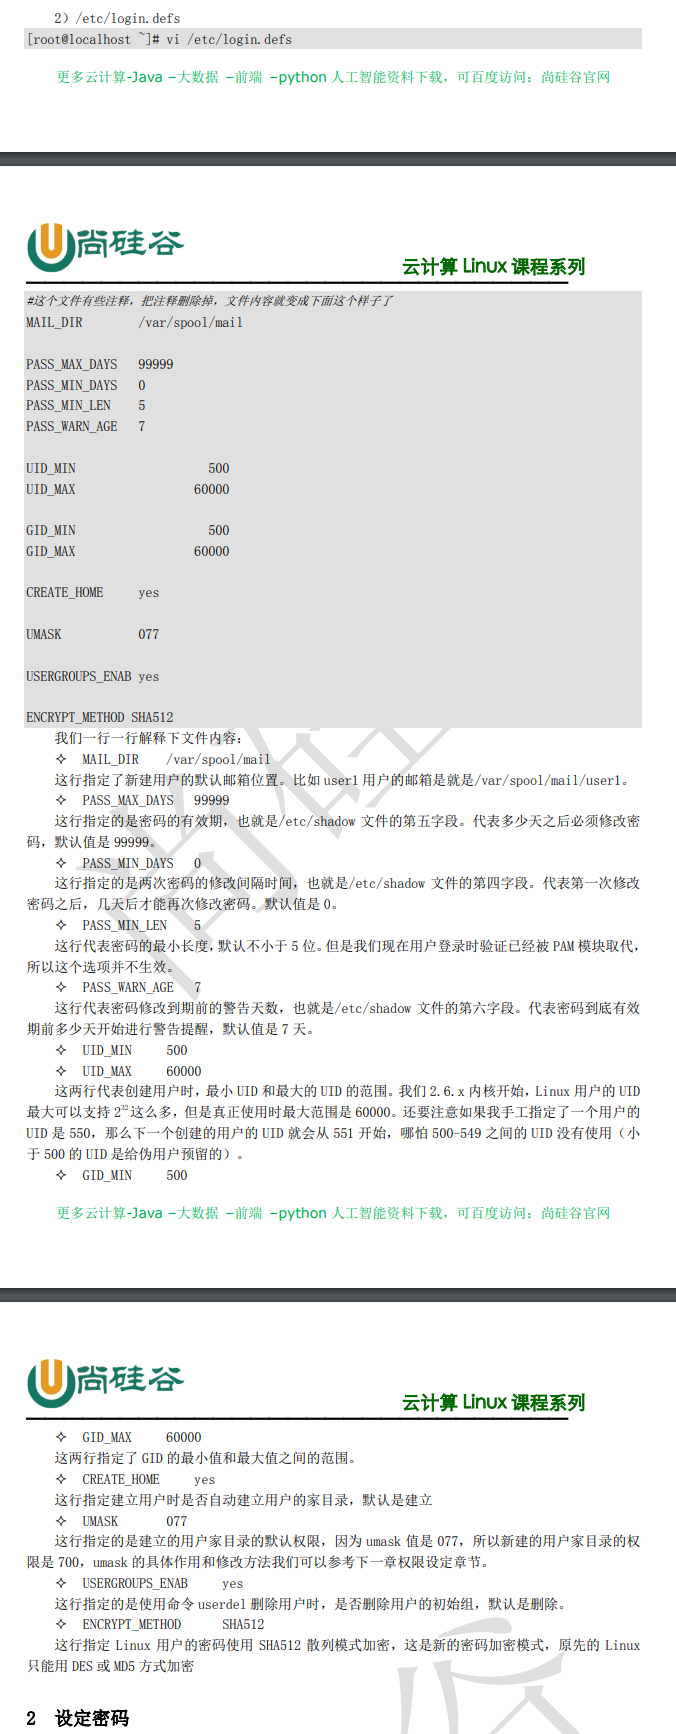 2）/etc/login.defs
[root@localhost ~]# vi /etc/login.defs
更多云计算-Java –大数据 –前端 –python 人工智能资料下载，可百度访问：尚硅谷官网
尚硅谷
云计算 Linux 课程系列
#这个文件有些注释，把注释删除掉，文件内容就变成下面这个样子了
MAIL_DIR /var/spool/mail
PASS_MAX_DAYS 99999
PASS_MIN_DAYS 0
PASS_MIN_LEN 5
PASS_WARN_AGE 7
UID_MIN 500
UID_MAX 60000
GID_MIN 500
GID_MAX 60000
CREATE_HOME yes
UMASK 077
USERGROUPS_ENAB yes
ENCRYPT_METHOD SHA512
我们一行一行解释下文件内容：
✧ MAIL_DIR /var/spool/mail
这行指定了新建用户的默认邮箱位置。比如 user1 用户的邮箱是就是/var/spool/mail/user1。
✧ PASS_MAX_DAYS 99999
这行指定的是密码的有效期，也就是/etc/shadow 文件的第五字段。代表多少天之后必须修改密
码，默认值是 99999。
✧ PASS_MIN_DAYS 0
这行指定的是两次密码的修改间隔时间，也就是/etc/shadow 文件的第四字段。代表第一次修改
密码之后，几天后才能再次修改密码。默认值是 0。
✧ PASS_MIN_LEN 5
这行代表密码的最小长度，默认不小于 5 位。但是我们现在用户登录时验证已经被 PAM 模块取代，
所以这个选项并不生效。
✧ PASS_WARN_AGE 7
这行代表密码修改到期前的警告天数，也就是/etc/shadow 文件的第六字段。代表密码到底有效
期前多少天开始进行警告提醒，默认值是 7 天。
✧ UID_MIN 500
✧ UID_MAX 60000
这两行代表创建用户时，最小 UID 和最大的 UID 的范围。我们 2.6.x 内核开始，Linux 用户的 UID
最大可以支持 2³² 这么多，但是真正使用时最大范围是 60000。还要注意如果我手工指定了一个用户的
UID 是 550，那么下一个创建的用户的 UID 就会从 551 开始，哪怕 500-549 之间的 UID 没有使用（小
于 500 的 UID 是给伪用户预留的）。
✧ GID_MIN 500
更多云计算-Java –大数据 –前端 –python 人工智能资料下载，可百度访问：尚硅谷官网
尚硅谷
云计算 Linux 课程系列
✧ GID_MAX 60000
这两行指定了 GID 的最小值和最大值之间的范围。
✧ CREATE_HOME yes
这行指定建立用户时是否自动建立用户的家目录，默认是建立
✧ UMASK 077
这行指定的是建立的用户家目录的默认权限，因为 umask 值是 077，所以新建的用户家目录的权
限是 700，umask 的具体作用和修改方法我们可以参考下一章权限设定章节。
✧ USERGROUPS_ENAB yes
这行指定的是使用命令 userdel 删除用户时，是否删除用户的初始组，默认是删除。
✧ ENCRYPT_METHOD SHA512
这行指定 Linux 用户的密码使用 SHA512 散列模式加密，这是新的密码加密模式，原先的 Linux
只能用 DES 或 MD5 方式加密
2 设定密码